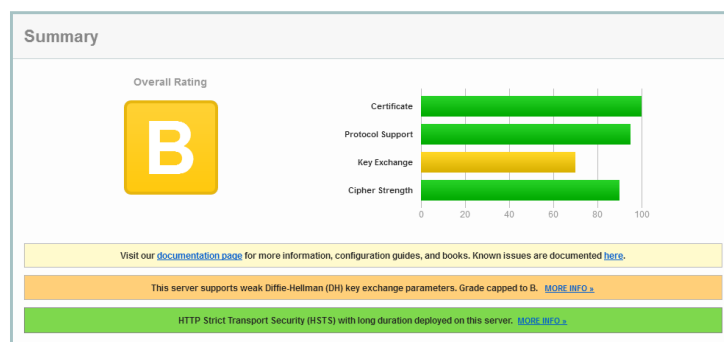 Summary
Overall Rating
B
Certificate
Protocol Support
Key Exchange
Cipher Strength
0 20 40 60 80 100
Visit our documentation page for more information, configuration guides, and books. Known issues are documented here.
This server supports weak Diffie-Hellman (DH) key exchange parameters. Grade capped to B. MORE INFO »
HTTP Strict Transport Security (HSTS) with long duration deployed on this server. MORE INFO »